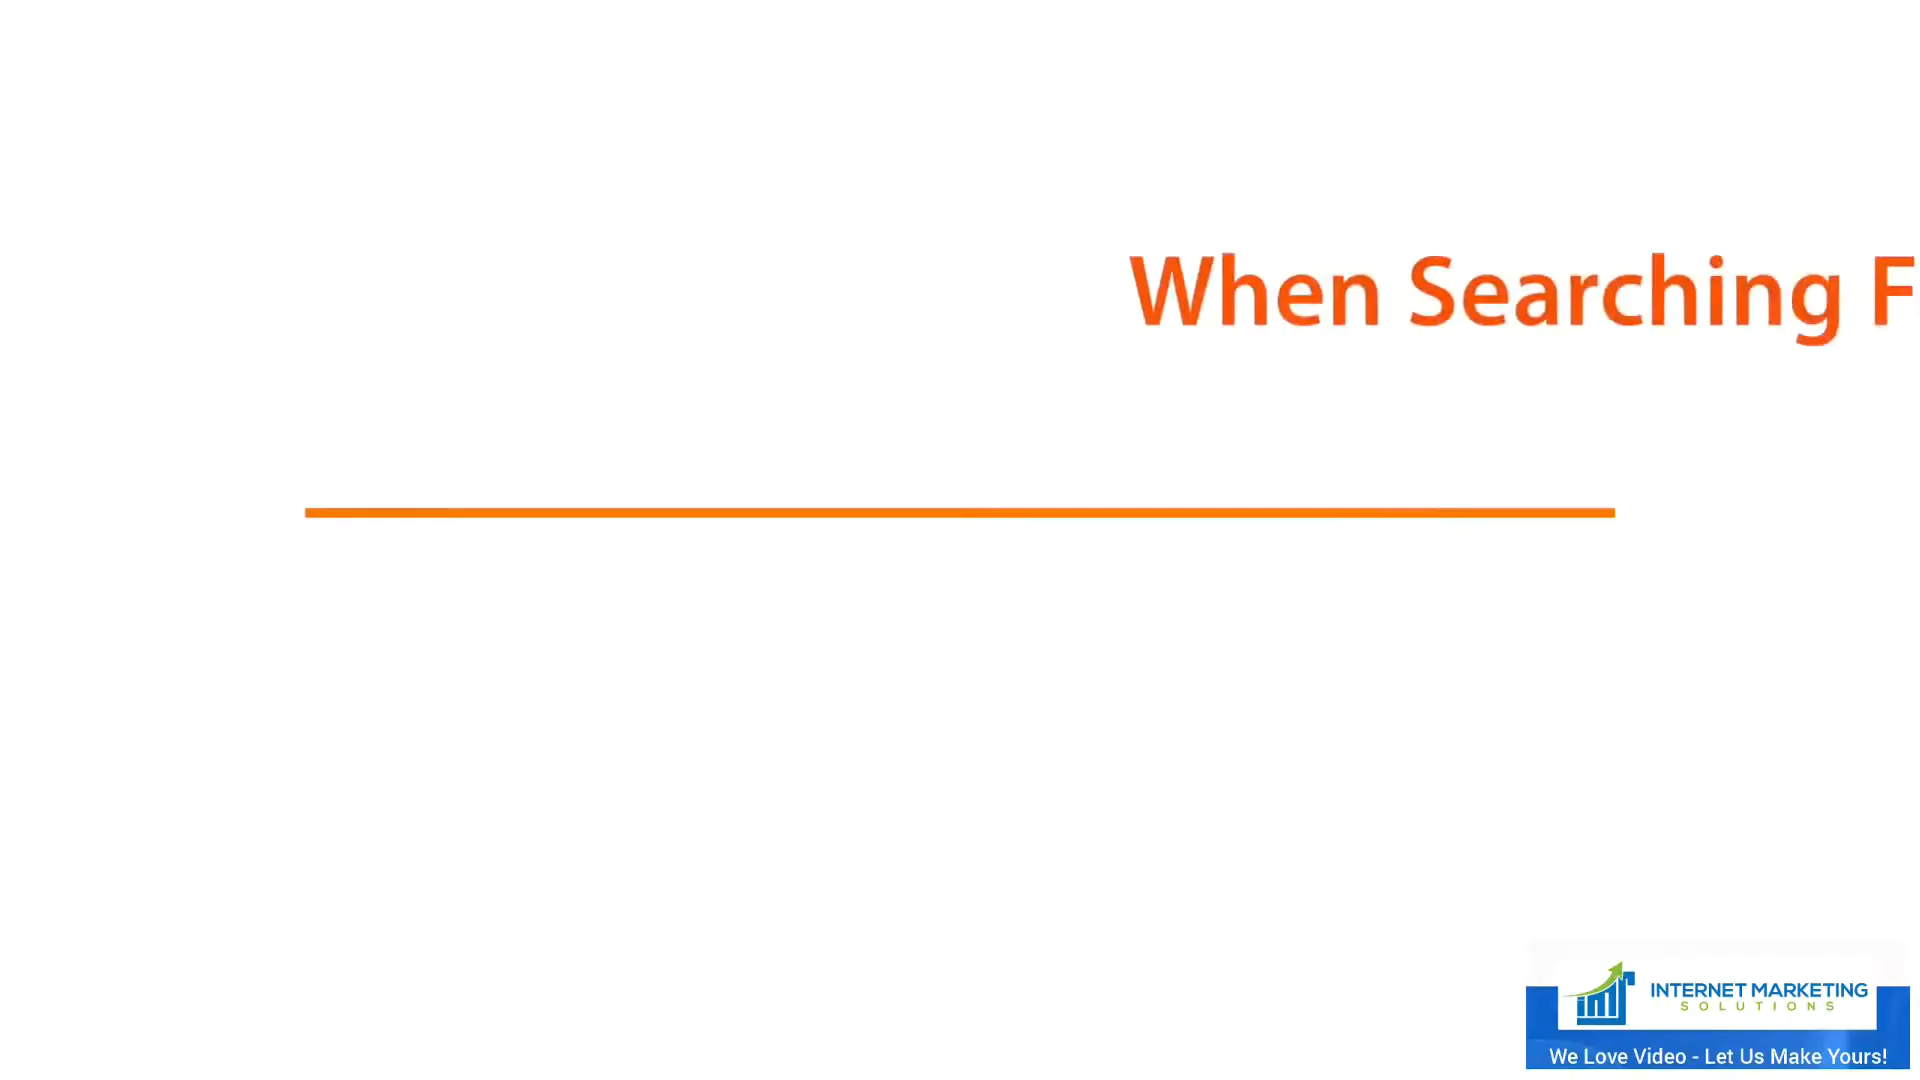 When Searching F
INTERNET MARKETING
SOLUTIONS
We Love Video - Let Us Make Yours!